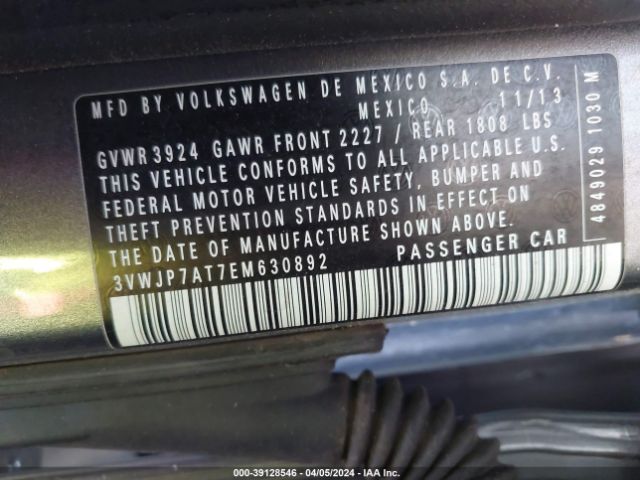 MFD BY VOLKSWAGEN DE MEXICO S.A. DE C.V.
MEXICO 11/13
GVWR 3924 GAWR FRONT 2227 / REAR 1808 LBS
THIS VEHICLE CONFORMS TO ALL APPLICABLE U.S.
FEDERAL MOTOR VEHICLE SAFETY, BUMPER AND
THEFT PREVENTION STANDARDS IN EFFECT ON
THE DATE OF MANUFACTURE SHOWN ABOVE.
3VWJP7AT7EM630892 PASSENGER CAR
4849029 1030 M
000-39128546 - 04/05/2024 - IAA Inc.